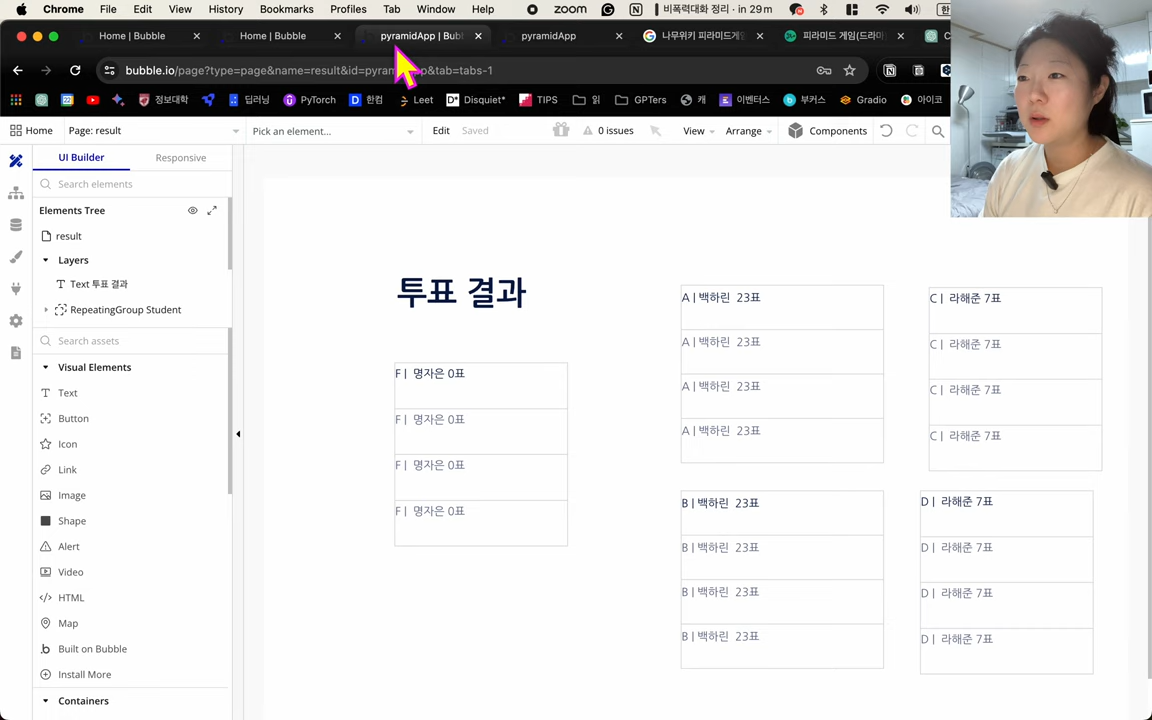 Chrome File Edit View History Bookmarks Profiles Tab Window Help zoom 비폭력대화 정리 · in 29 m 한
Home | Bubble
Home | Bubble
pyramidApp | Bub
pyramidApp
나무위키 피라미드게임
피라미드 게임(드라마
bubble.io/page?type=page&name=result&id=pyra pp&tab=tabs-1
정보대학 딥러닝 PyTorch 한컴 Leet Disquiet* TIPS 읽 GPTers 캐 이벤터스 부커스 Gradio 아이코
Home Page: result Pick an element... Edit Saved 0 issues View Arrange Components
UI Builder Responsive
Search elements
Elements Tree
result
Layers
Text 투표 결과
RepeatingGroup Student
Search assets
Visual Elements
Text
Button
Icon
Link
Image
Shape
Alert
Video
HTML
Map
Built on Bubble
Install More
Containers
투표 결과
F | 명자은 0표
F | 명자은 0표
F | 명자은 0표
F | 명자은 0표
A | 백하린 23표
A | 백하린 23표
A | 백하린 23표
A | 백하린 23표
C | 라해준 7표
C | 라해준 7표
C | 라해준 7표
C | 라해준 7표
B | 백하린 23표
B | 백하린 23표
B | 백하린 23표
B | 백하린 23표
D | 라해준 7표
D | 라해준 7표
D | 라해준 7표
D | 라해준 7표